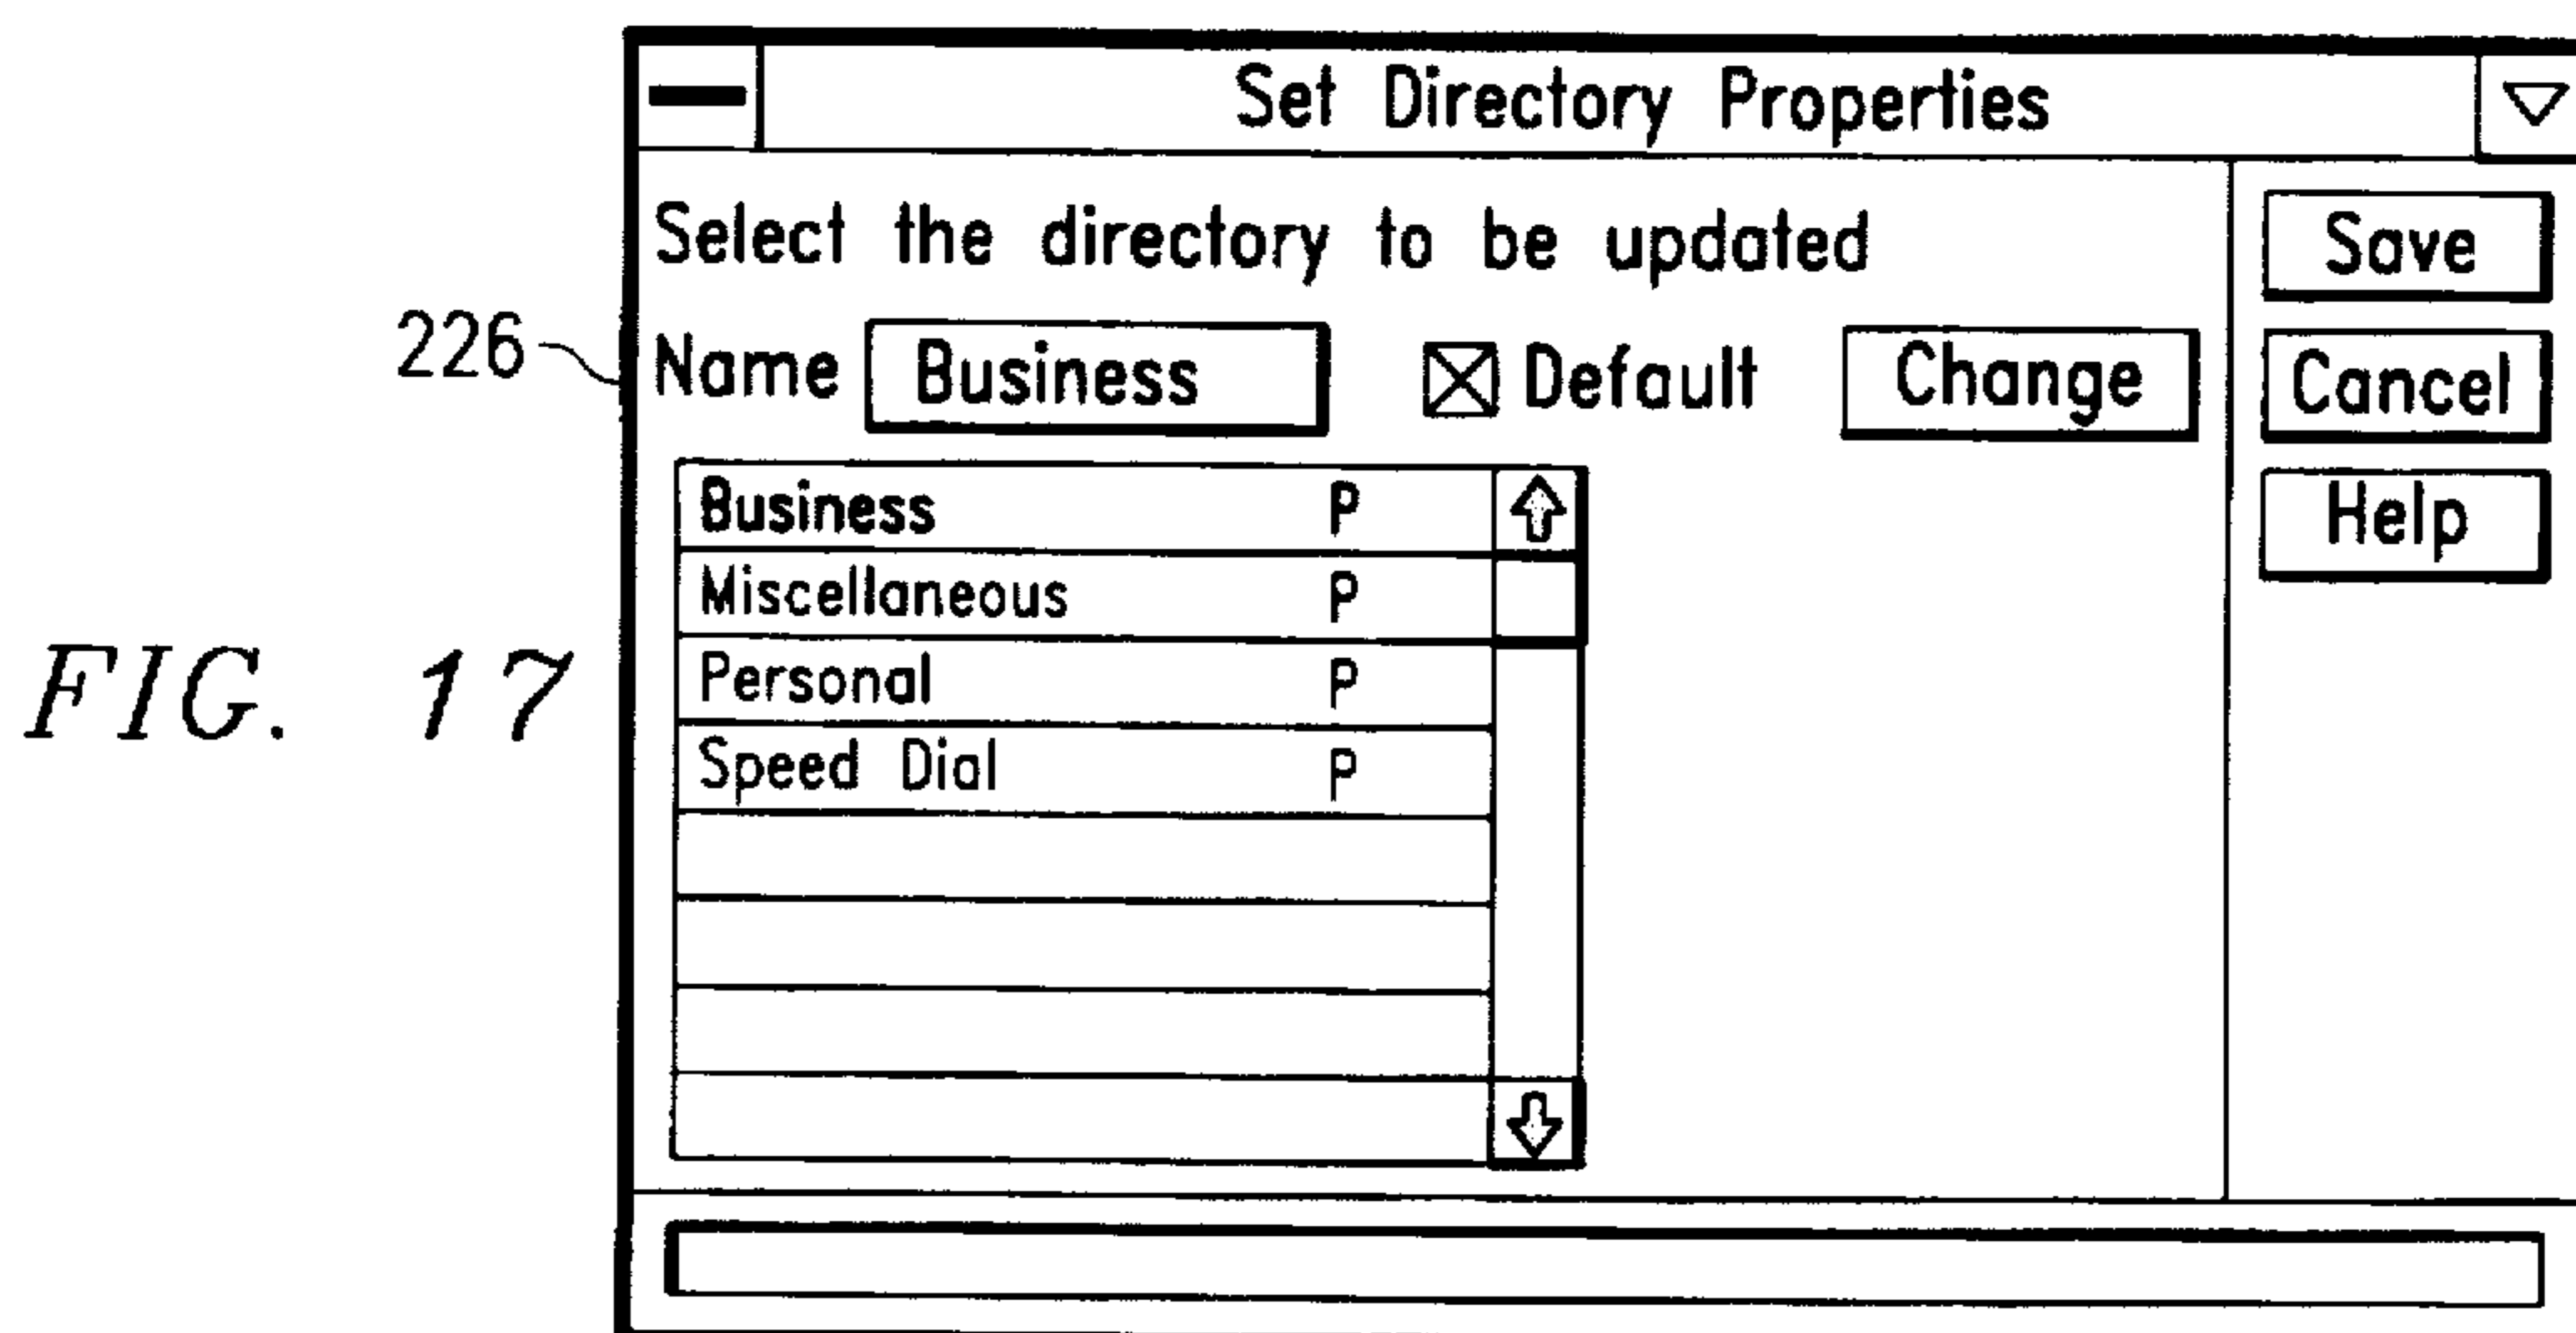 Set Directory Properties
Select the directory to be updated
Save
226
Name Business Default Change
Cancel
Business P
Help
Miscellaneous P
Personal P
FIG. 17
Speed Dial P